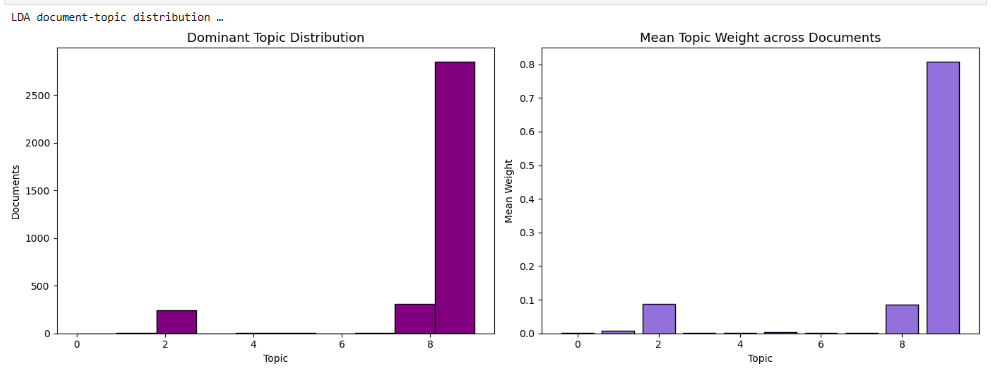 LDA document-topic distribution …
Dominant Topic Distribution
Mean Topic Weight across Documents
Documents
2500
2000
1500
1000
500
0
0 2 4 6 8
Topic
Mean Weight
0.8
0.7
0.6
0.5
0.4
0.3
0.2
0.1
0.0
0 2 4 6 8
Topic